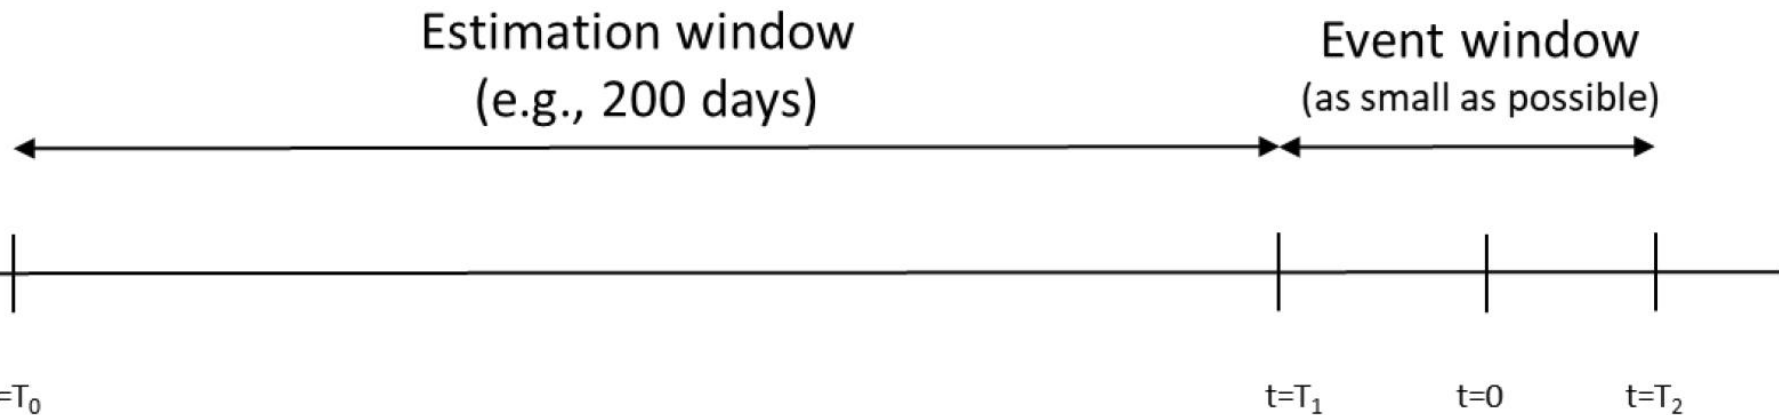 Estimation window
(e.g., 200 days)
Event window
(as small as possible)
=T₀
t=T₁
t=0
t=T₂